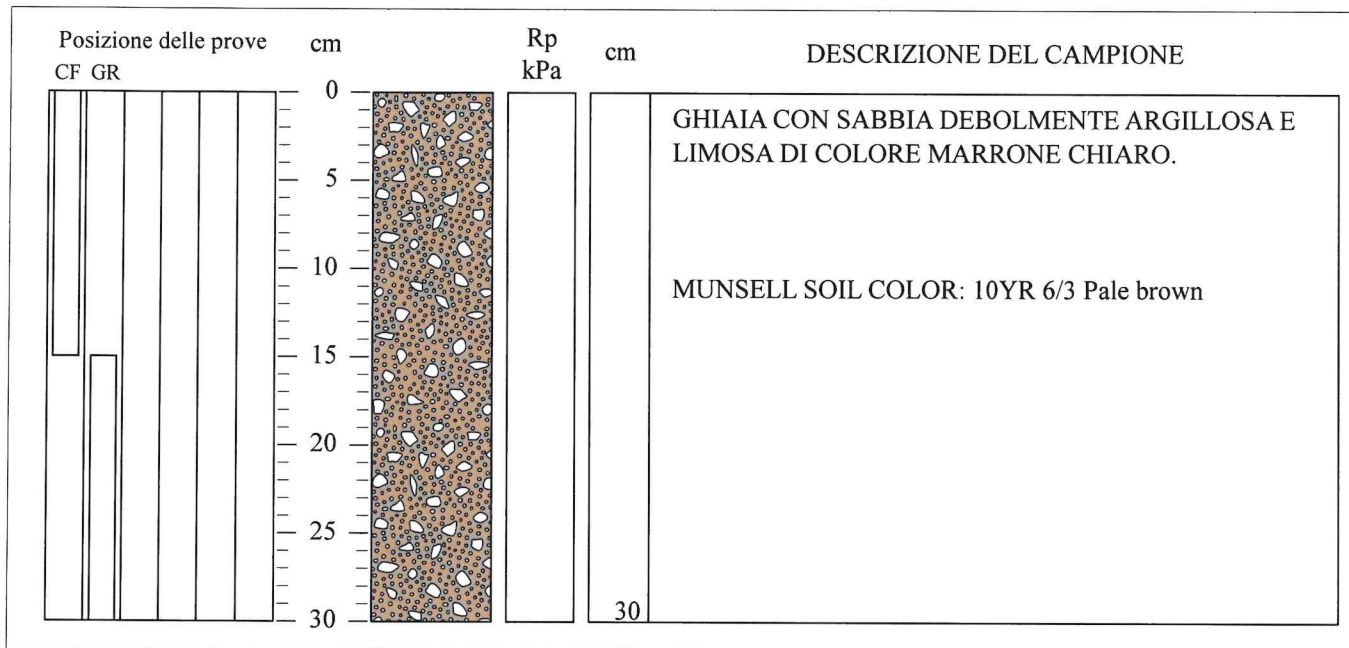 Posizione delle prove
CF GR
cm
Rp
kPa
cm
DESCRIZIONE DEL CAMPIONE
0
5
10
15
20
25
30
30
GHIAIA CON SABBIA DEBOLMENTE ARGILLOSA E
LIMOSA DI COLORE MARRONE CHIARO.
MUNSELL SOIL COLOR: 10YR 6/3 Pale brown